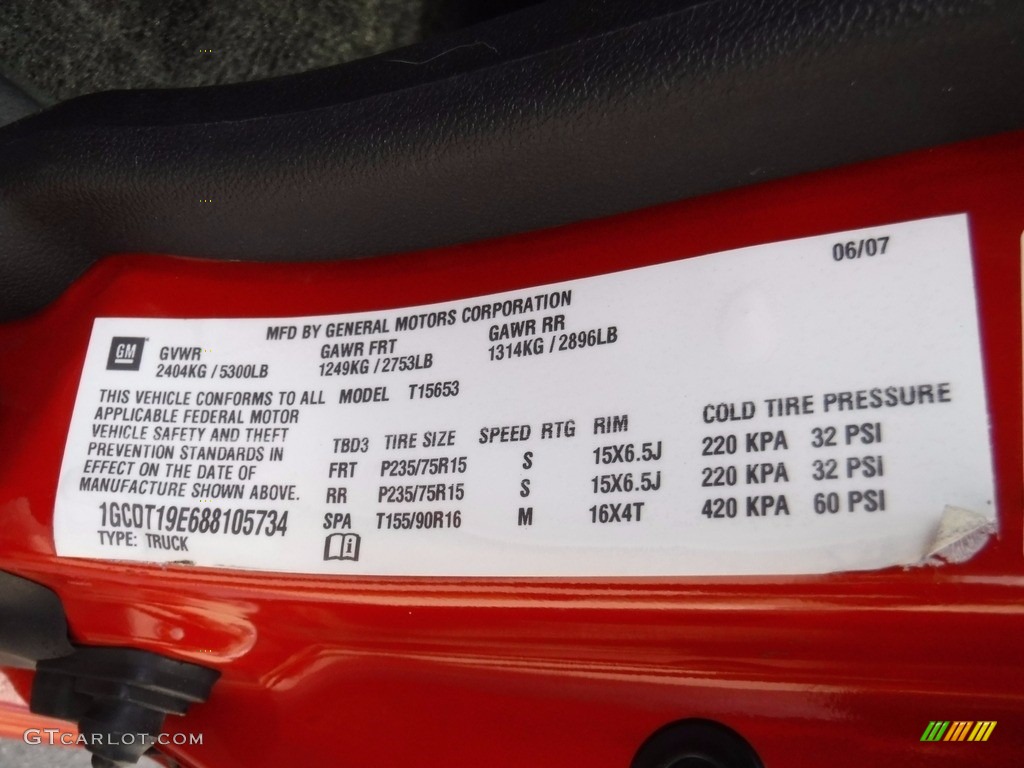 06/07
MFD BY GENERAL MOTORS CORPORATION
GM
GVWR GAWR FRT GAWR RR
2404KG / 5300LB 1249KG / 2753LB 1314KG / 2896LB
THIS VEHICLE CONFORMS TO ALL MODEL T15653
APPLICABLE FEDERAL MOTOR
VEHICLE SAFETY AND THEFT
PREVENTION STANDARDS IN
EFFECT ON THE DATE OF
MANUFACTURE SHOWN ABOVE.
TBD3 TIRE SIZE SPEED RTG RIM COLD TIRE PRESSURE
FRT P235/75R15 S 15X6.5J 220 KPA 32 PSI
RR P235/75R15 S 15X6.5J 220 KPA 32 PSI
SPA T155/90R16 M 16X4T 420 KPA 60 PSI
1GCDT19E688105734
TYPE: TRUCK
GTCARLOT.COM